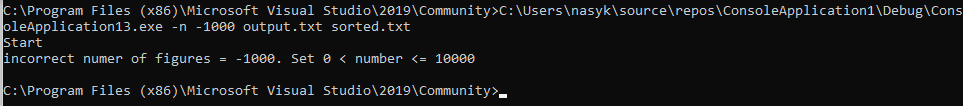 C:\Program Files (x86)\Microsoft Visual Studio\2019\Community>C:\Users\nasyk\source\repos\ConsoleApplication1\Debug\Cons
oleApplication13.exe -n -1000 output.txt sorted.txt
Start
incorrect numer of figures = -1000. Set 0 < number <= 10000
C:\Program Files (x86)\Microsoft Visual Studio\2019\Community>